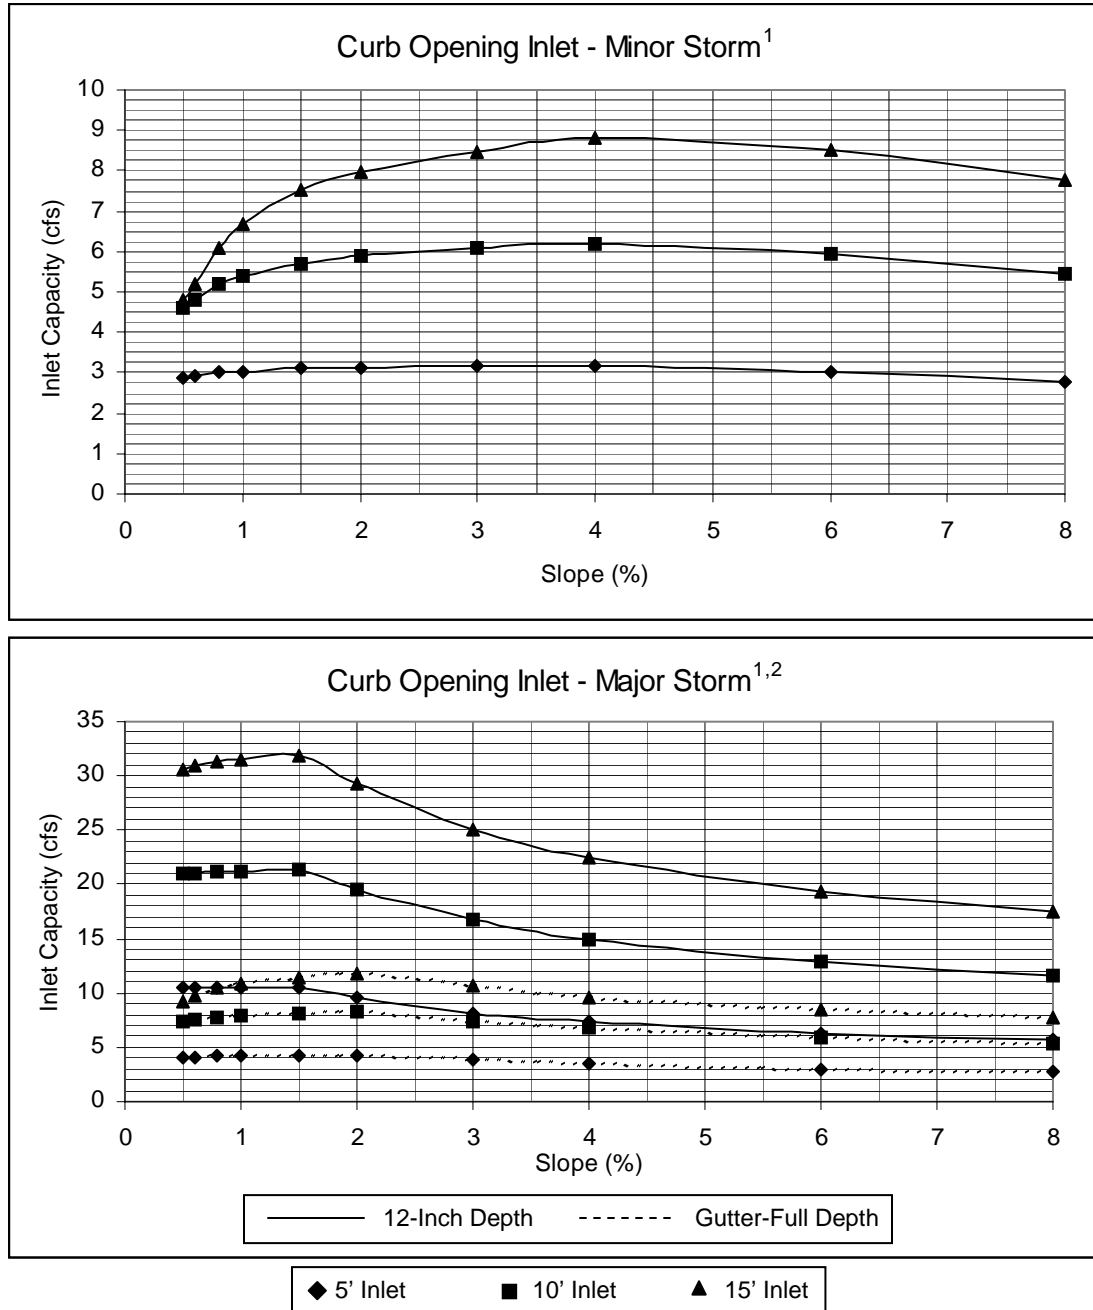 Curb Opening Inlet - Minor Storm1
10
9
8
7
6
5
4
3
2
1
0
Inlet Capacity (cfs)
0 1 2 3 4 5 6 7 8
Slope (%)
Curb Opening Inlet - Major Storm1,2
35
30
25
20
15
10
5
0
Inlet Capacity (cfs)
0 1 2 3 4 5 6 7 8
Slope (%)
12-Inch Depth Gutter-Full Depth
5' Inlet 10' Inlet 15' Inlet